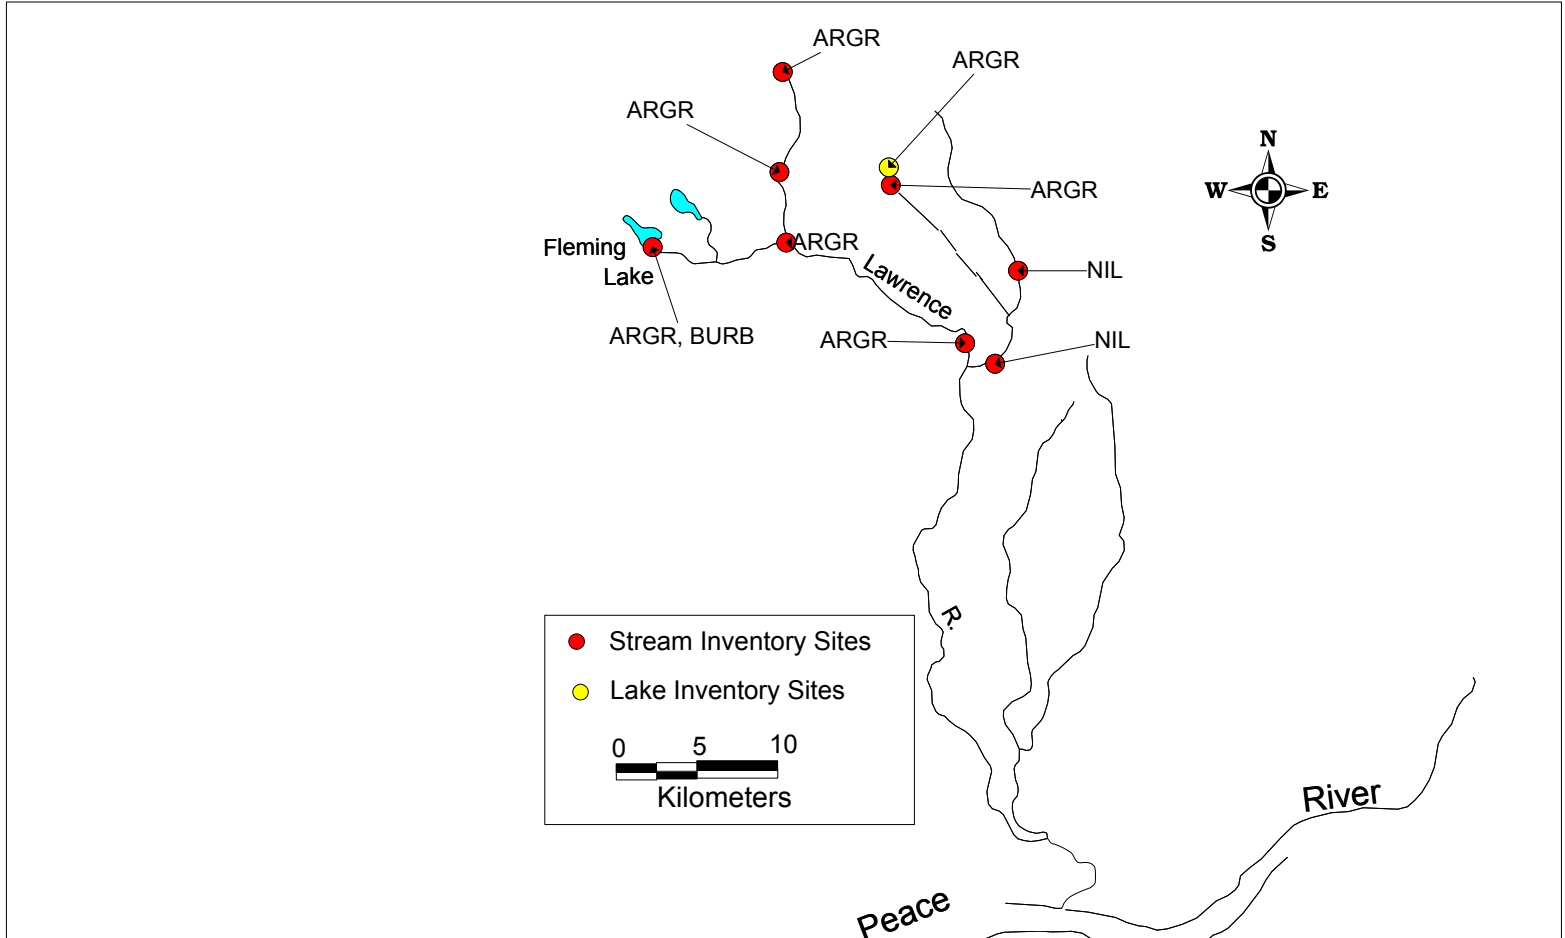 ARGR
ARGR
ARGR
N
W E
S
ARGR
ARGR
Fleming
Lake
Lawrence
NIL
ARGR, BURB
ARGR
NIL
R.
Stream Inventory Sites
Lake Inventory Sites
0 5 10
Kilometers
River
Peace